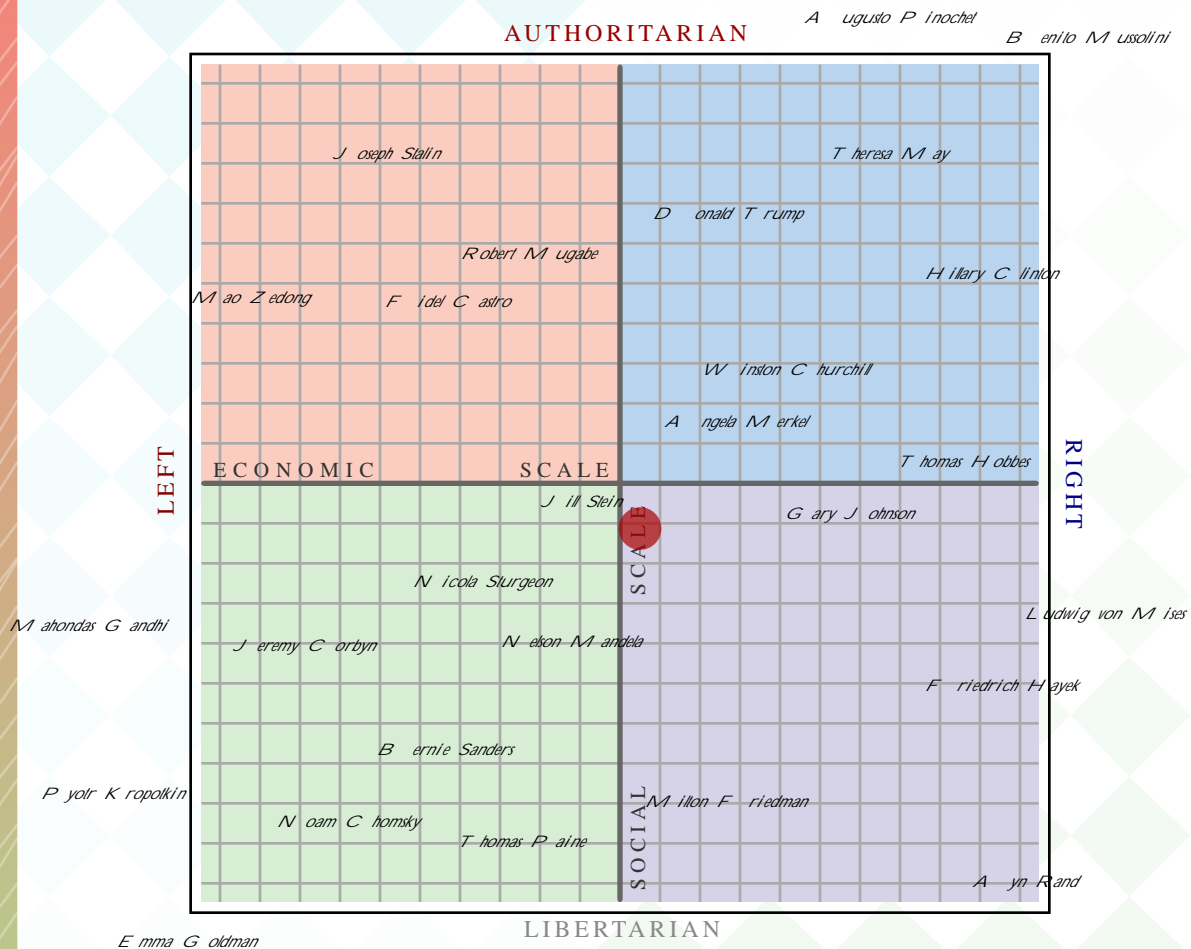 Augusto Pinochet
AUTHORITARIAN
Benito Mussolini
Joseph Stalin
Theresa May
Donald Trump
Robert Mugabe
Hillary Clinton
Mao Zedong
Fidel Castro
Winston Churchill
Angela Merkel
Thomas Hobbes
LEFT
ECONOMIC SCALE
RIGHT
Jill Stein
Gary Johnson
SOCIAL SCALE
Nicola Sturgeon
Ludwig von Mises
Mahondas Gandhi
Jeremy Corbyn
Nelson Mandela
Friedrich Hayek
Bernie Sanders
Pyotr Kropotkin
Milton Friedman
Noam Chomsky
Thomas Paine
Ayn Rand
LIBERTARIAN
Emma Goldman